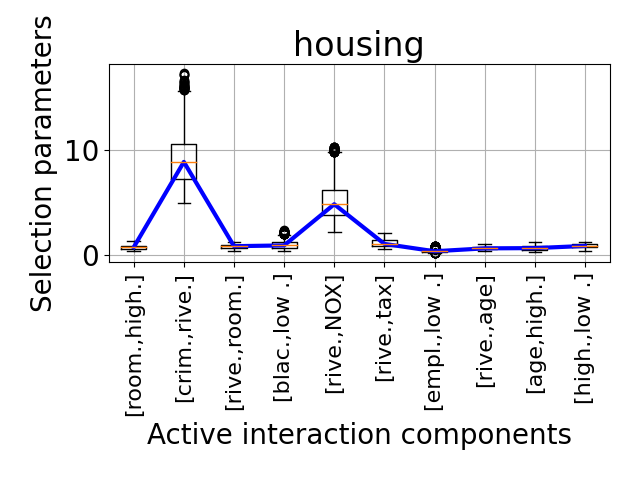 housing
Selection parameters
10
0
[room.,high.]
[crim.,rive.]
[rive.,room.]
[blac.,low .]
[rive.,NOX]
[rive.,tax]
[empl.,low .]
[rive.,age]
[age,high.]
[high.,low .]
Active interaction components